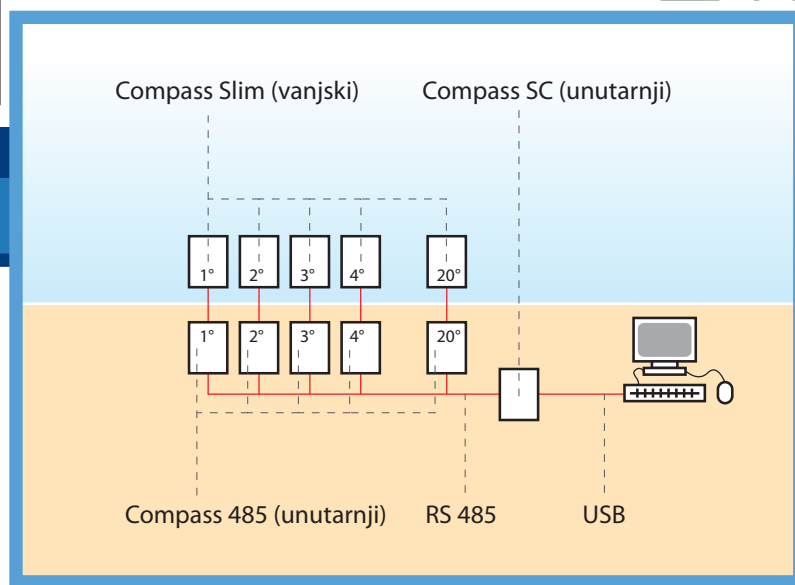 Compass Slim (vanjski) Compass SC (unutarnji)
1° 2° 3° 4° 20°
1° 2° 3° 4° 20°
Compass 485 (unutarnji) RS 485 USB